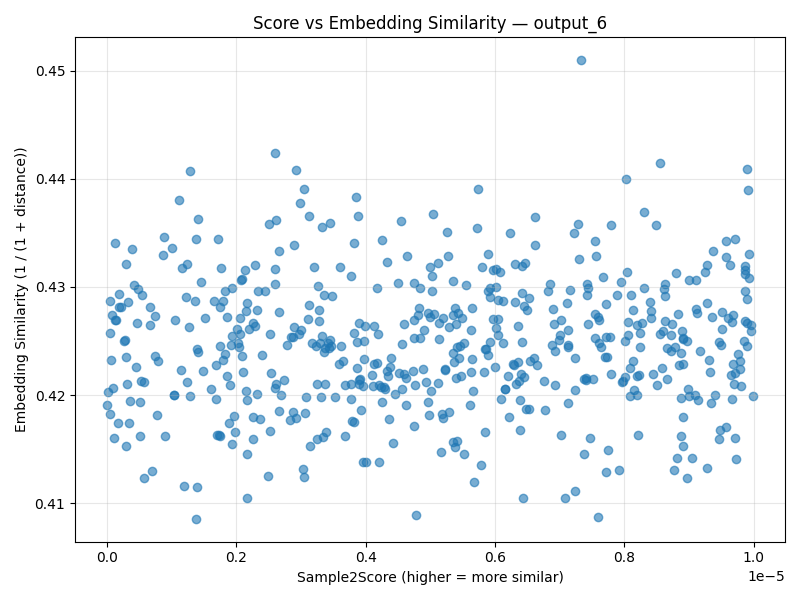 Score vs Embedding Similarity — output_6
Embedding Similarity (1 / (1 + distance))
0.45
0.44
0.43
0.42
0.41
0.0
0.2
0.4
0.6
0.8
1.0
1e−5
Sample2Score (higher = more similar)